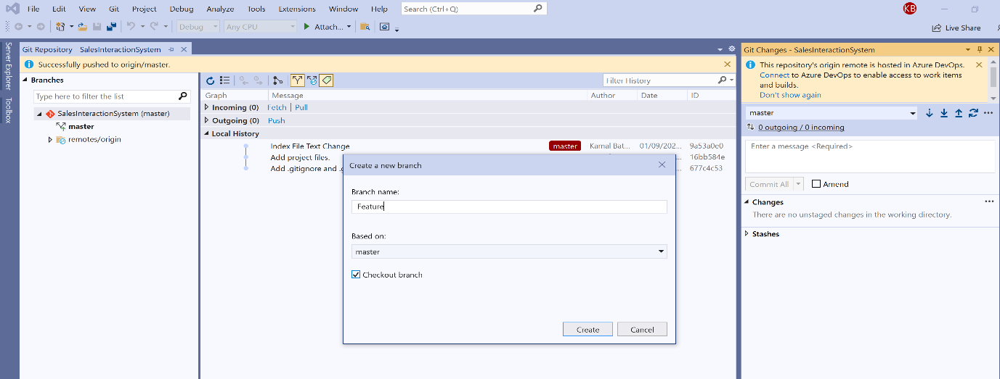 File Edit View Git Project Debug Analyze Tools Extensions Window Help Search (Ctrl+Q) KB
Debug Any CPU Attach... Live Share
Server Explorer
Toolbox
Git Repository SalesInteractionSystem
Successfully pushed to origin/master.
Branches
Type here to filter the list
SalesInteractionSystem (master)
master
remotes/origin
Filter History
Graph Message Author Date ID
Incoming (0) Fetch | Pull
Outgoing (0) Push
Local History
Index File Text Change master Kamal Bat... 01/09/202... 9a53a0e0
Add project files. 16bb584e
Add .gitignore and .g 677c4c53
Create a new branch
Branch name:
Feature
Based on:
master
Checkout branch
Create Cancel
Git Changes - SalesInteractionSystem
This repository's origin remote is hosted in Azure DevOps.
Connect to Azure DevOps to enable access to work items
and builds.
Don't show again
master
0 outgoing / 0 incoming
Enter a message <Required>
Commit All Amend
Changes
There are no unstaged changes in the working directory.
Stashes